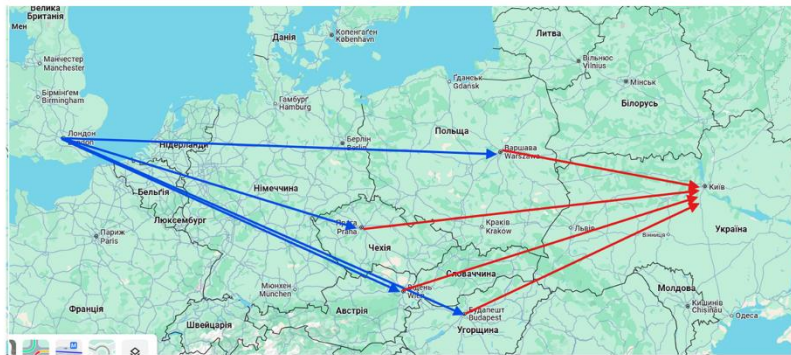 Велика
Британія
Мен
Манчестер
Manchester
Бірмінгем
Birmingham
Лондон
Данія
Копенгаген
København
Литва
Вільнюс
Vilnius
Мінськ
Білорусь
Гданськ
Gdansk
Гамбург
Hamburg
Берлін
Berlin
Польща
Варшава
Warszawa
Нідерланди
Бельгія
Німеччина
Люксембург
Париж
Paris
Франція
Прага
Praha
Чехія
Краків
Krakow
Львів
Київ
Україна
Вінниця
Словаччина
Відень
Wien
Мюнхен
München
Австрія
Швейцарія
Будапешт
Budapest
Угорщина
Молдова
Кишинів
Chișinău
Одеса